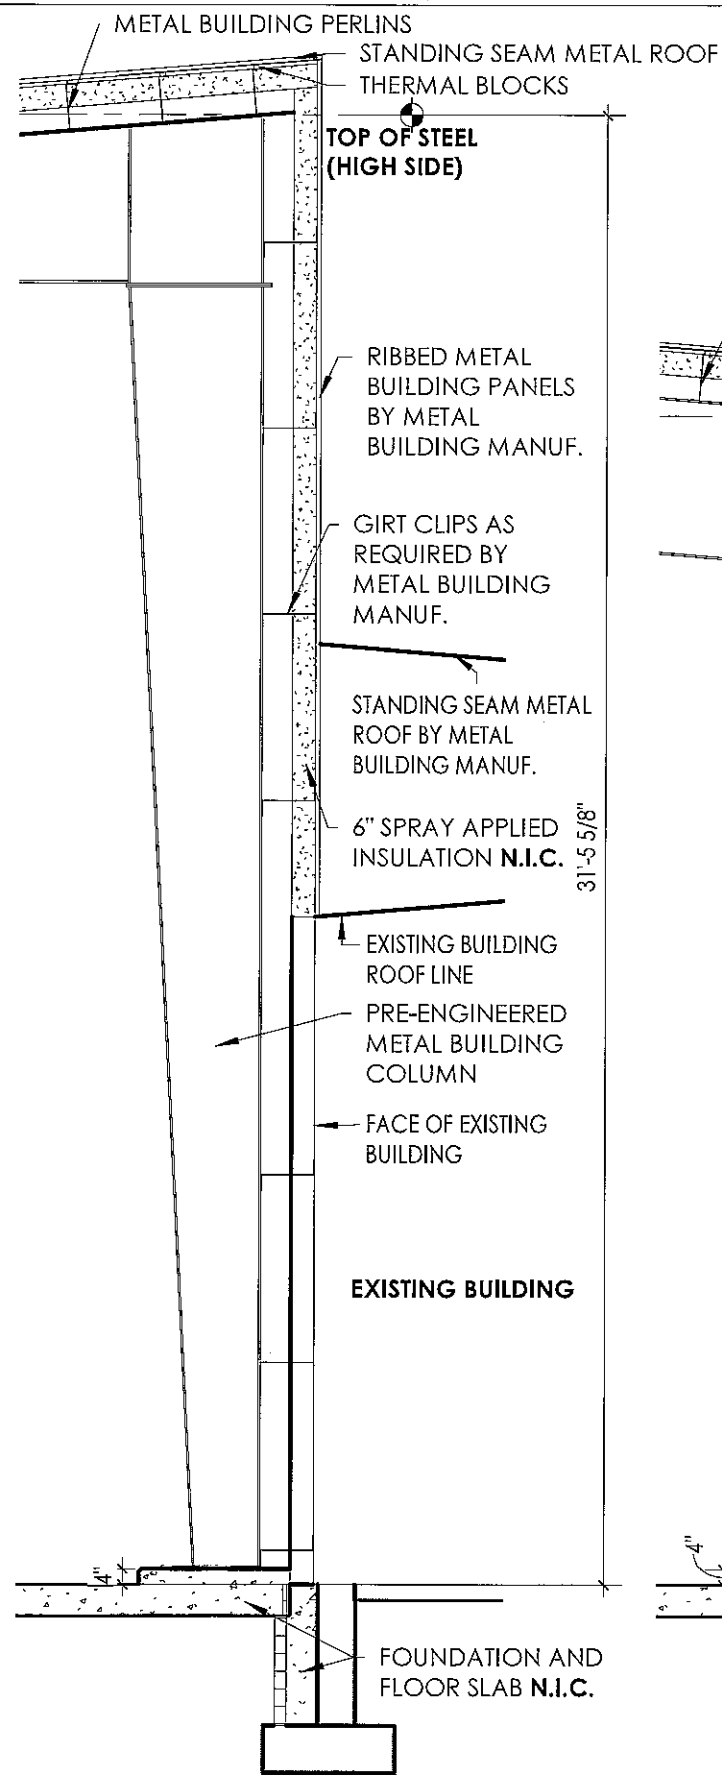 METAL BUILDING PERLINS
STANDING SEAM METAL ROOF
THERMAL BLOCKS
TOP OF STEEL
(HIGH SIDE)
RIBBED METAL
BUILDING PANELS
BY METAL
BUILDING MANUF.
GIRT CLIPS AS
REQUIRED BY
METAL BUILDING
MANUF.
STANDING SEAM METAL
ROOF BY METAL
BUILDING MANUF.
6" SPRAY APPLIED
INSULATION N.I.C.
31'-5 5/8"
EXISTING BUILDING
ROOF LINE
PRE-ENGINEERED
METAL BUILDING
COLUMN
FACE OF EXISTING
BUILDING
EXISTING BUILDING
4"
4"
FOUNDATION AND
FLOOR SLAB N.I.C.